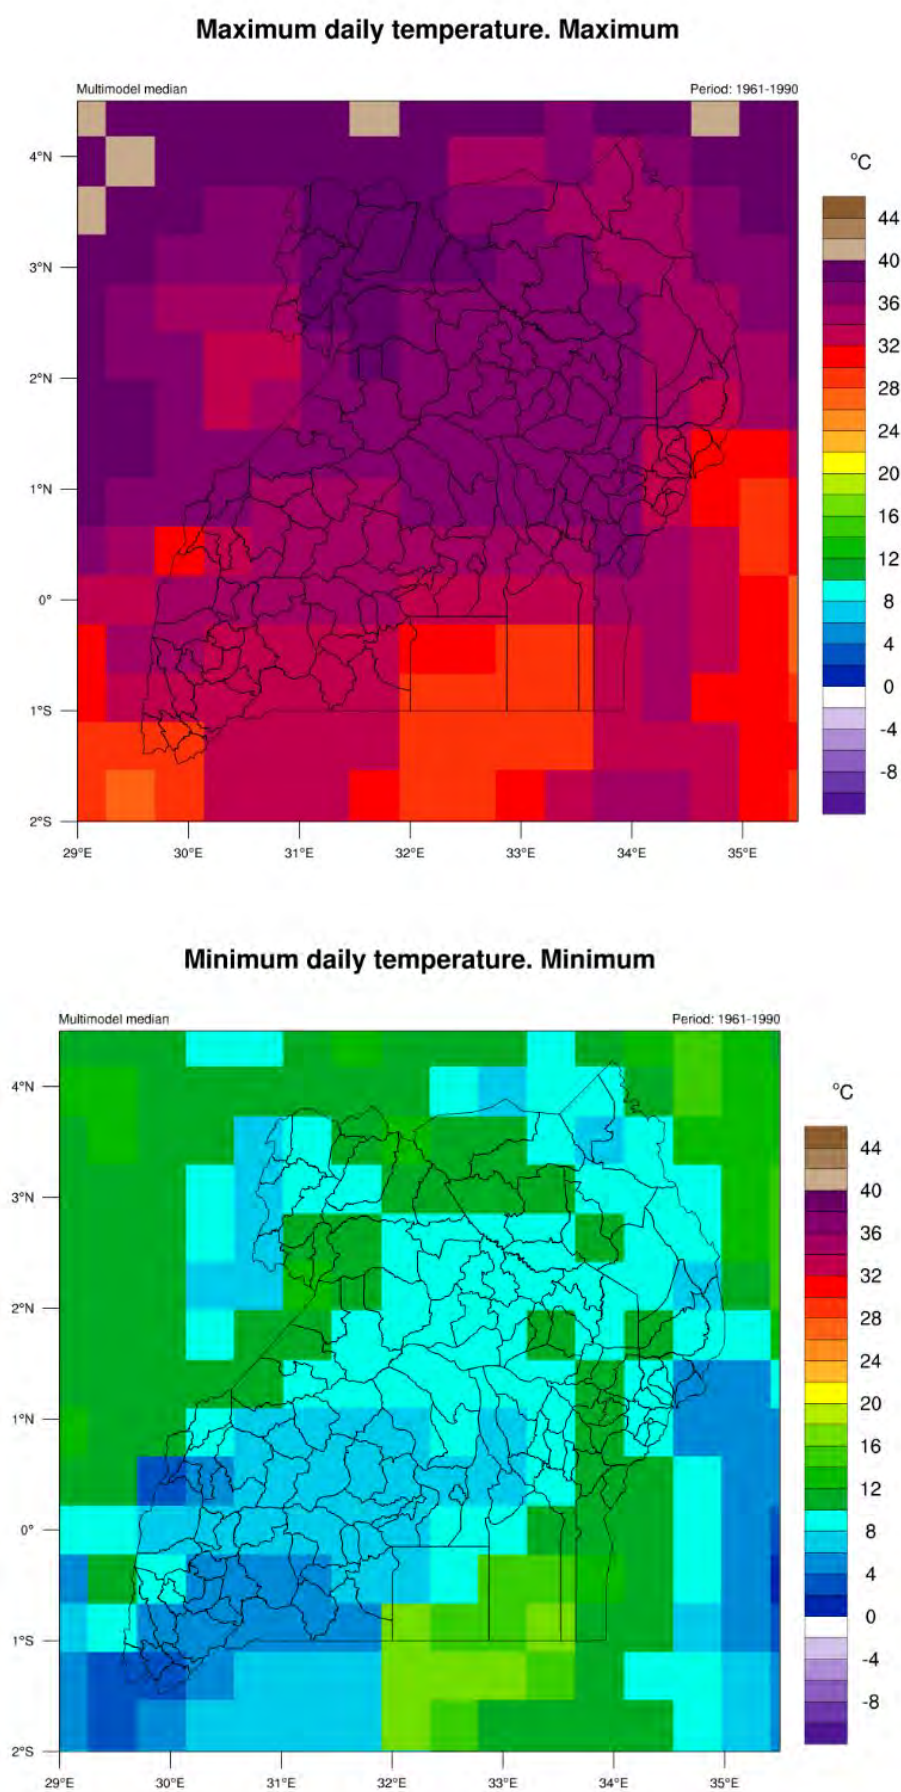 Maximum daily temperature. Maximum
Multimodel median
Period: 1961-1990
°C
44
40
36
32
28
24
20
16
12
8
4
0
-4
-8
4°N
3°N
2°N
1°N
0°
1°S
2°S
29°E
30°E
31°E
32°E
33°E
34°E
35°E
Minimum daily temperature. Minimum
Multimodel median
Period: 1961-1990
°C
44
40
36
32
28
24
20
16
12
8
4
0
-4
-8
4°N
3°N
2°N
1°N
0°
1°S
2°S
29°E
30°E
31°E
32°E
33°E
34°E
35°E